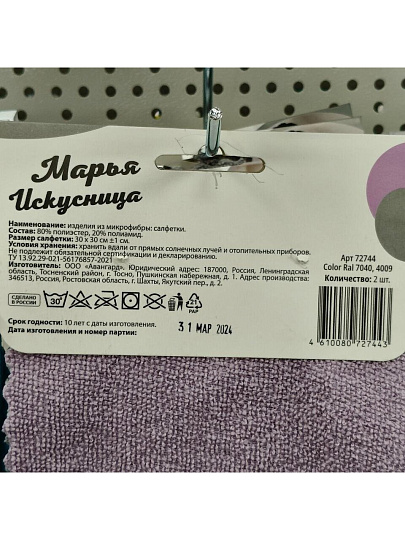 Марья
Искусница
Наименование: изделия из микрофибры: салфетки.
Состав: 80% полиэстер, 20% полиамид.
Размер салфетки: 30 х 30 см ±1 см.
Условия хранения: хранить вдали от прямых солнечных лучей и отопительных приборов.
Не подлежит обязательной сертификации и декларированию.
ТУ 13.92.29-021-56176857-2021
Изготовитель: ООО «Авангард». Юридический адрес: 187000, Россия, Ленинградская
область, Тосненский район, г. Тосно, Пушкинская набережная, д. 1. Адрес производства:
346513, Россия, Ростовская область, г. Шахты, Якутский пер., д. 2.
Арт 72744
Color Ral 7040, 4009
Количество: 2 шт.
СДЕЛАНО
В РОССИИ
30°
21
PAP
Срок годности: 10 лет с даты изготовления.
Дата изготовления и номер партии:
31 МАР 2024
4 610080 727443